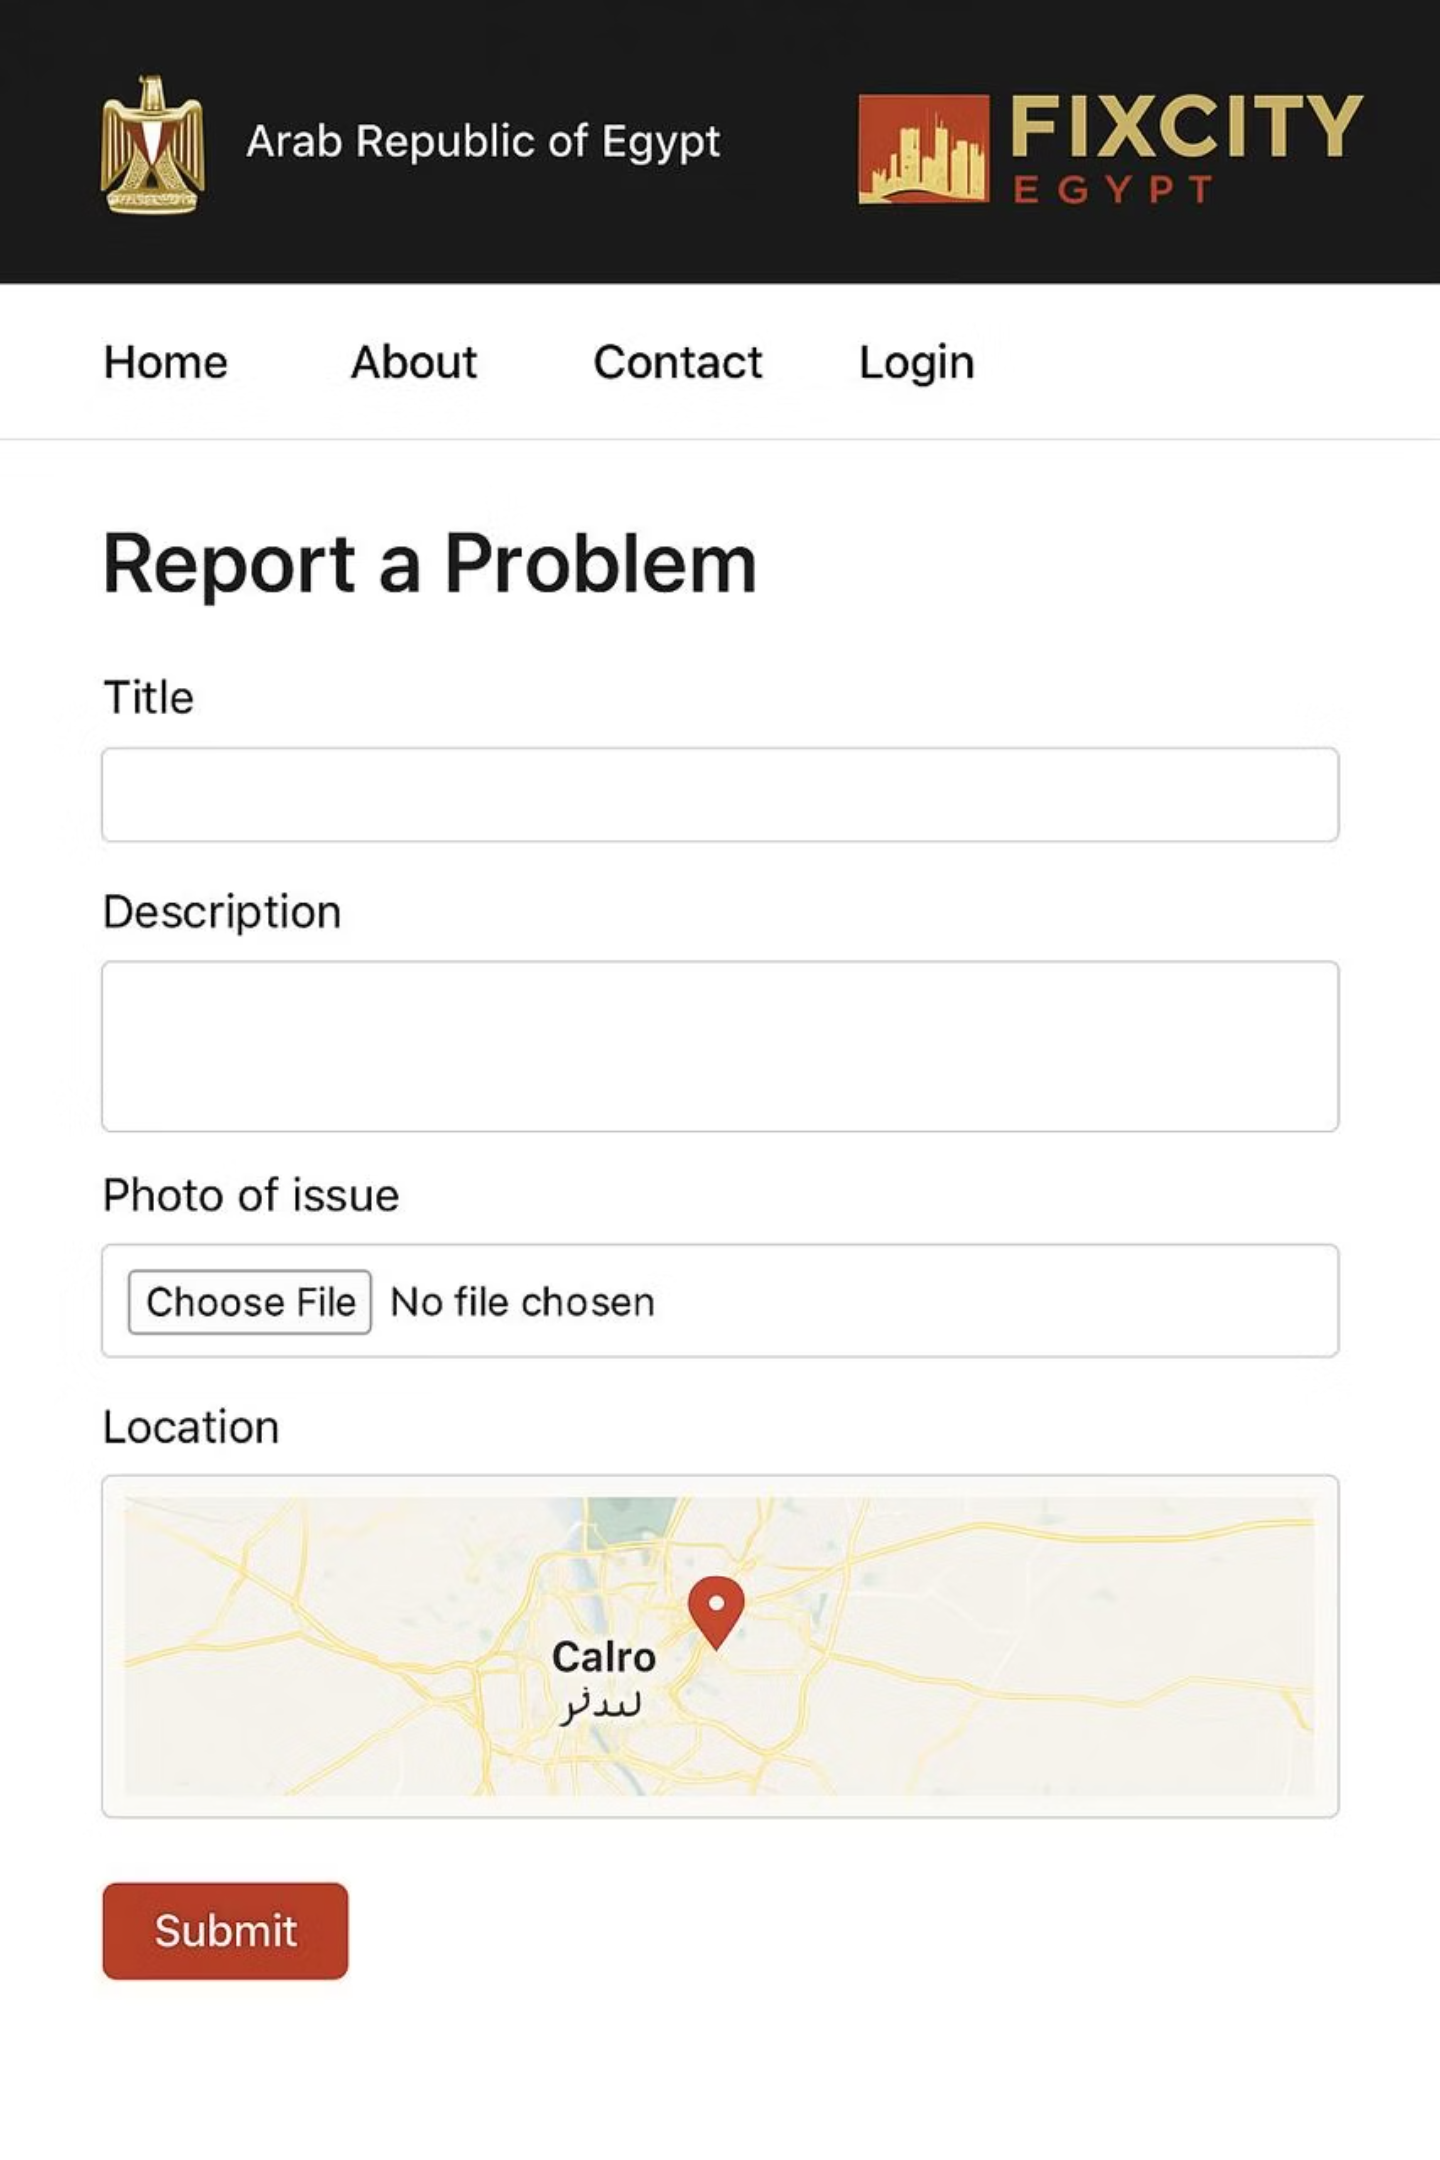 Arab Republic of Egypt
FIXCITY
EGYPT
Home About Contact Login
Report a Problem
Title
Description
Photo of issue
Choose File No file chosen
Location
Calro
Submit